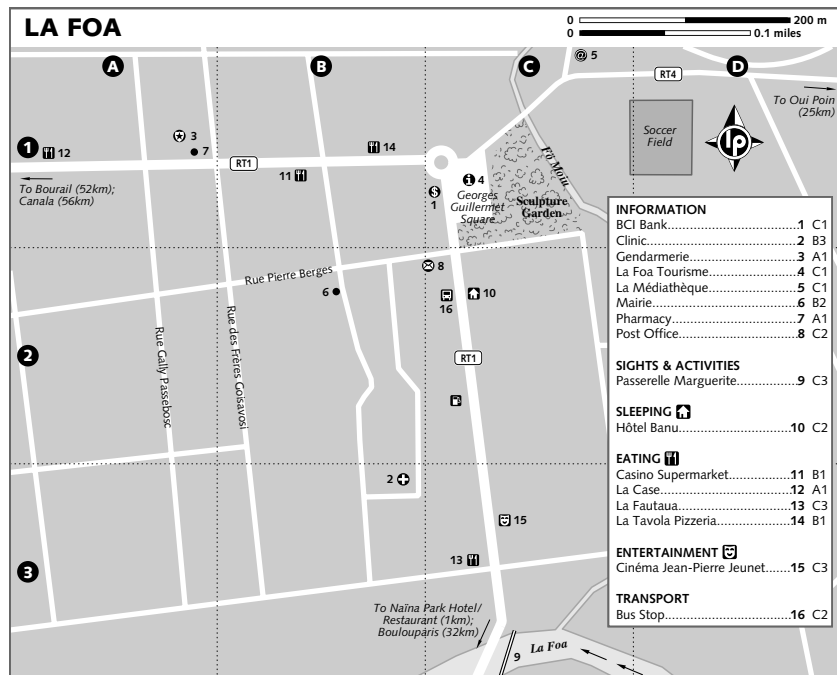 LA FOA
0 200 m
0 0.1 miles
A
B
C
D
5
RT4
To Oui Poin
(25km)
3
7
12
1
RT1
14
11
Soccer
Field
lp
To Bourail (52km);
Canala (56km)
1
4
Georges
Guillermet
Square
Sculpture
Garden
Fö Moiu
Rue Pierre Berges
8
6
16
10
2
RT1
Rue Gally Passebosc
Rue des Frères Goisavosi
2
15
3
13
To Naïna Park Hotel/
Restaurant (1km);
Boulouparis (32km)
9
La Foa
INFORMATION
BCI Bank 1 C1
Clinic 2 B3
Gendarmerie 3 A1
La Foa Tourisme 4 C1
La Médiathèque 5 C1
Mairie 6 B2
Pharmacy 7 A1
Post Office 8 C2
SIGHTS & ACTIVITIES
Passerelle Marguerite 9 C3
SLEEPING
Hôtel Banu 10 C2
EATING
Casino Supermarket 11 B1
La Case 12 A1
La Fautaua 13 C3
La Tavola Pizzeria 14 B1
ENTERTAINMENT
Cinéma Jean-Pierre Jeunet 15 C3
TRANSPORT
Bus Stop 16 C2